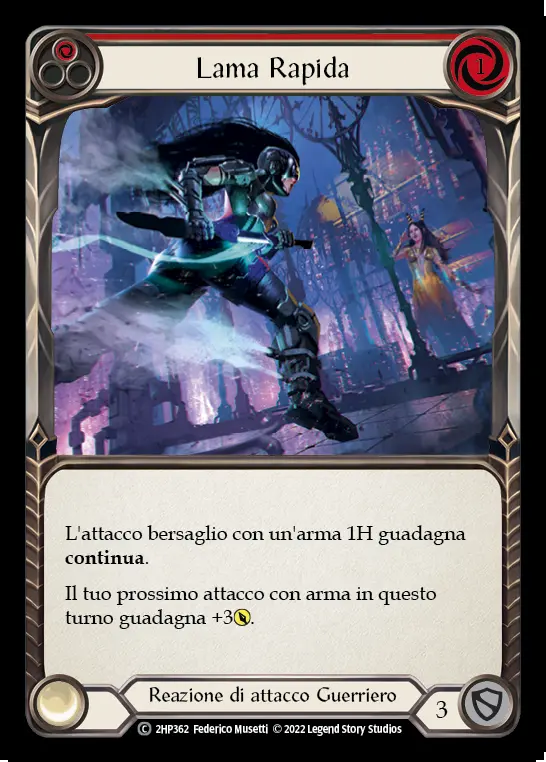 Lama Rapida
1
L'attacco bersaglio con un'arma 1H guadagna
continua.
Il tuo prossimo attacco con arma in questo
turno guadagna +3.
Reazione di attacco Guerriero
3
C 2HP362 Federico Musetti © 2022 Legend Story Studios